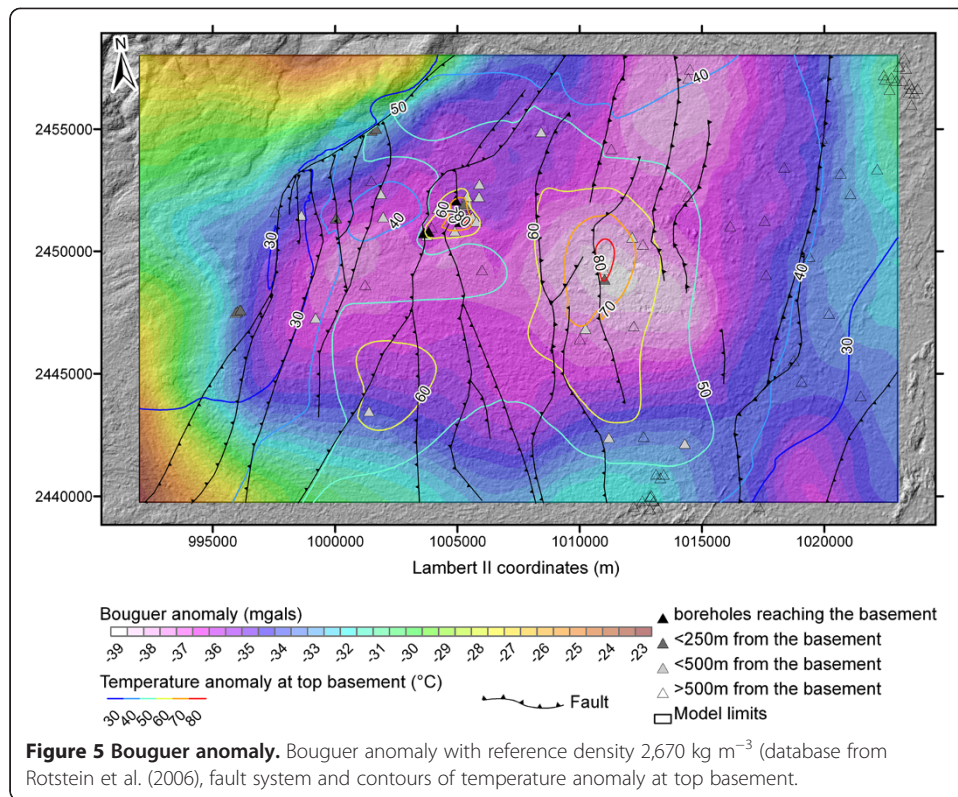 N
2455000
2450000
2445000
2440000
50
40
30
40
60
70
80
60
80
70
40
30
30
60
50
995000 1000000 1005000 1010000 1015000 1020000
Lambert II coordinates (m)
Bouguer anomaly (mgals)
-39 -38 -37 -36 -35 -34 -33 -32 -31 -30 -29 -28 -27 -26 -25 -24 -23
Temperature anomaly at top basement (°C)
30 40 50 60 70 80
Fault
boreholes reaching the basement
<250m from the basement
<500m from the basement
>500m from the basement
Model limits
Figure 5 Bouguer anomaly. Bouguer anomaly with reference density 2,670 kg m−3 (database from
Rotstein et al. (2006), fault system and contours of temperature anomaly at top basement.